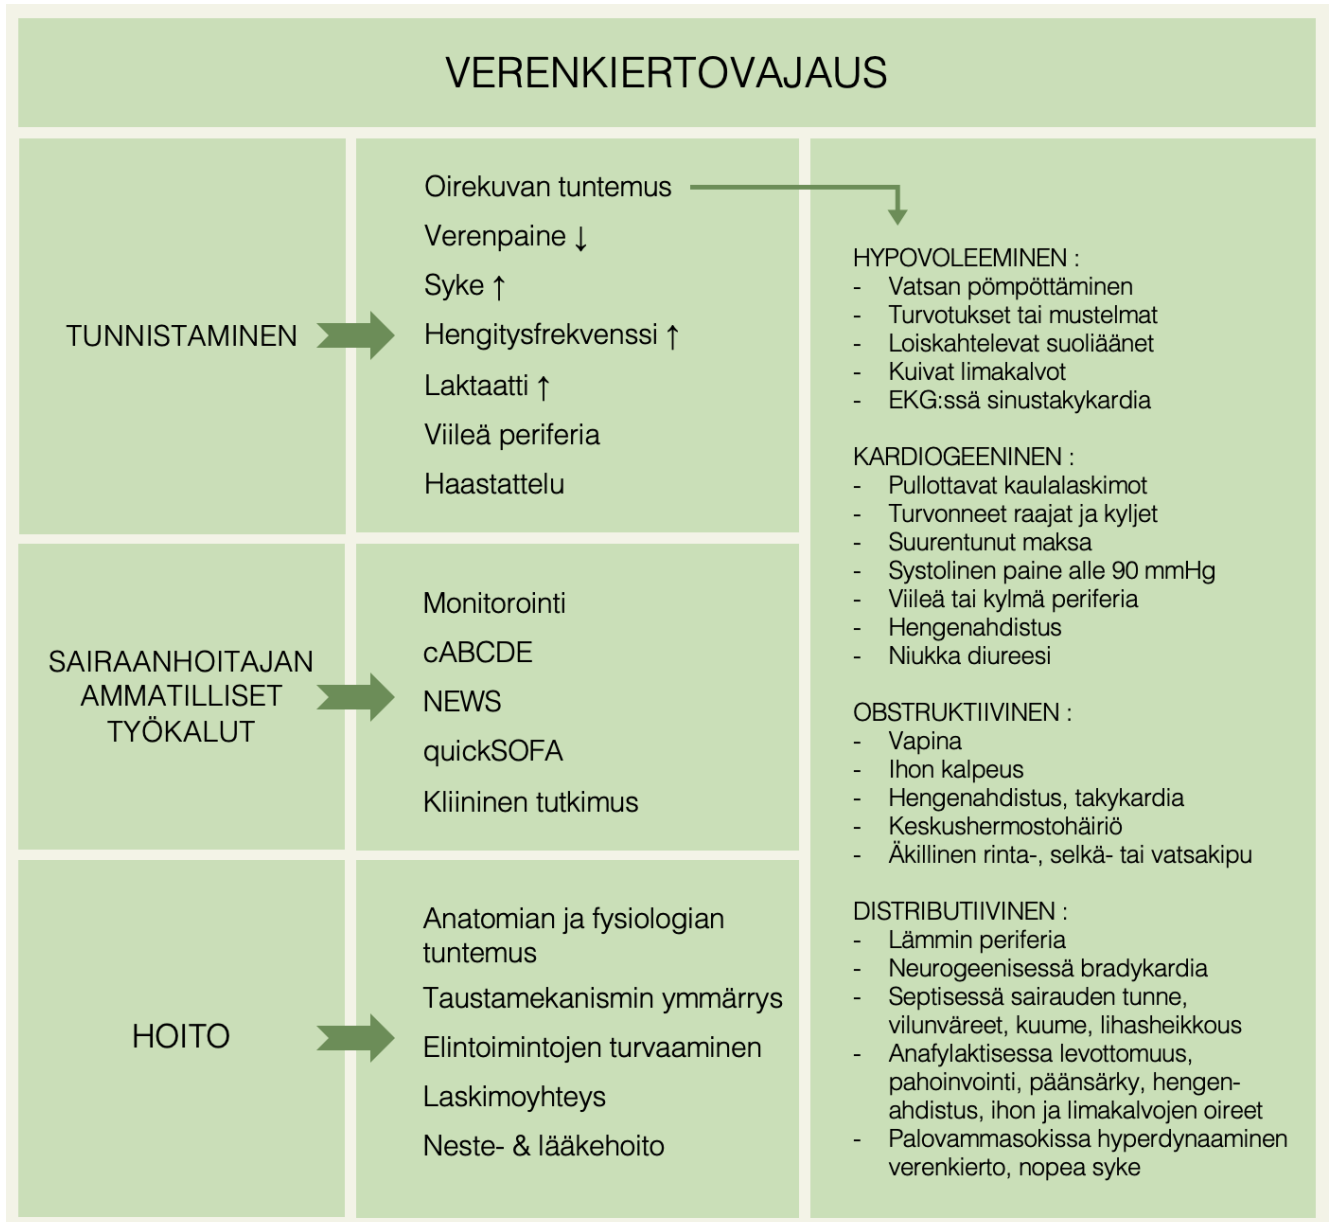 VERENKIERTOVAJAUS
TUNNISTAMINEN
Oirekuvan tuntemus
Verenpaine ↓
Syke ↑
Hengitysfrekvenssi ↑
Laktaatti ↑
Viileä periferia
Haastattelu
SAIRAANHOITAJAN
AMMATILLISET
TYÖKALUT
Monitorointi
cABCDE
NEWS
quickSOFA
Kliininen tutkimus
HOITO
Anatomian ja fysiologian
tuntemus
Taustamekanismin ymmärrys
Elintoimintojen turvaaminen
Laskimoyhteys
Neste- & lääkehoito
HYPOVOLEEMINEN :
- Vatsan pömpöttäminen
- Turvotukset tai mustelmat
- Loiskahtelevat suoliäänet
- Kuivat limakalvot
- EKG:ssä sinustakykardia
KARDIOGEENINEN :
- Pullottavat kaulalaskimot
- Turvonneet raajat ja kyljet
- Suurentunut maksa
- Systolinen paine alle 90 mmHg
- Viileä tai kylmä periferia
- Hengenahdistus
- Niukka diureesi
OBSTRUKTIIVINEN :
- Vapina
- Ihon kalpeus
- Hengenahdistus, takykardia
- Keskushermostohäiriö
- Äkillinen rinta-, selkä- tai vatsakipu
DISTRIBUTIIVINEN :
- Lämmin periferia
- Neurogeenisessä bradykardia
- Septisessä sairauden tunne,
vilunväreet, kuume, lihasheikkous
- Anafylaktisessa levottomuus,
pahoinvointi, päänsärky, hengen-
ahdistus, ihon ja limakalvojen oireet
- Palovammasokissa hyperdynaaminen
verenkierto, nopea syke